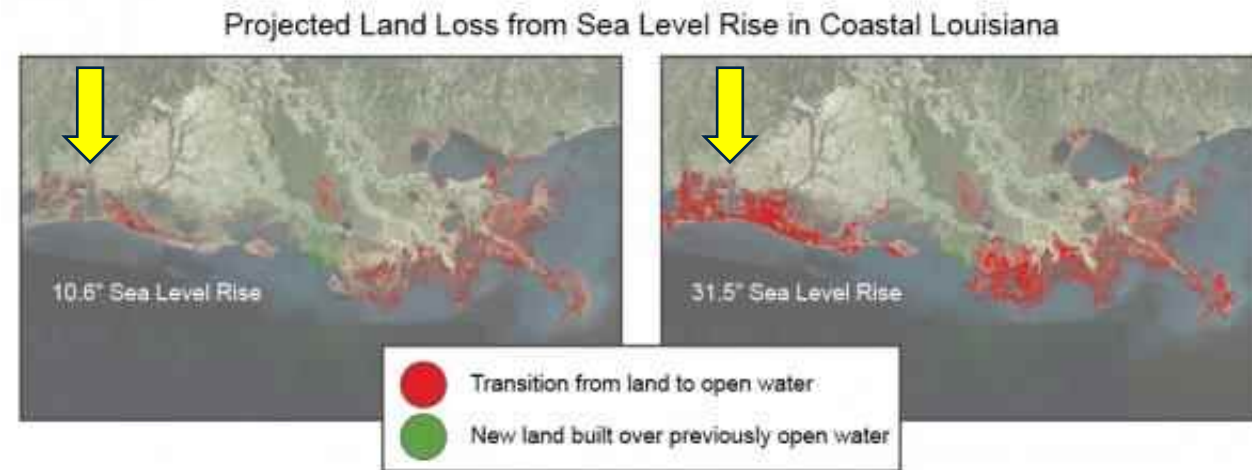 Projected Land Loss from Sea Level Rise in Coastal Louisiana
10.6" Sea Level Rise
31.5" Sea Level Rise
Transition from land to open water
New land built over previously open water